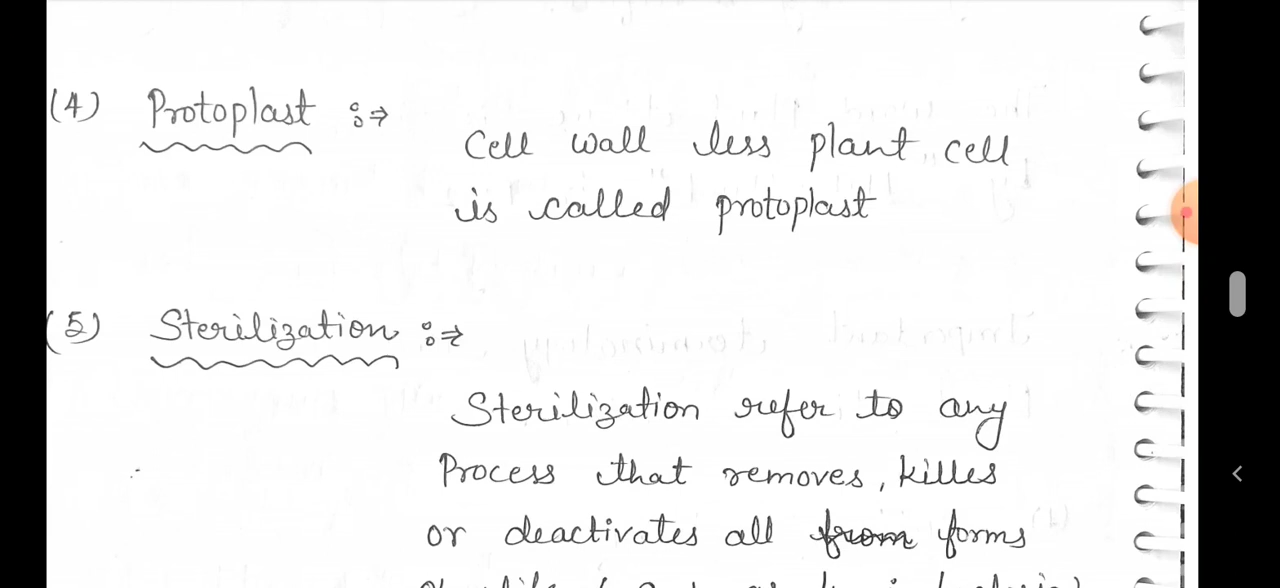 (4) Protoplast :⇒
Cell wall less plant cell
is called protoplast
(5) Sterilization :⇒
Sterilization refer to any
Process that removes, killes
or deactivates all from forms